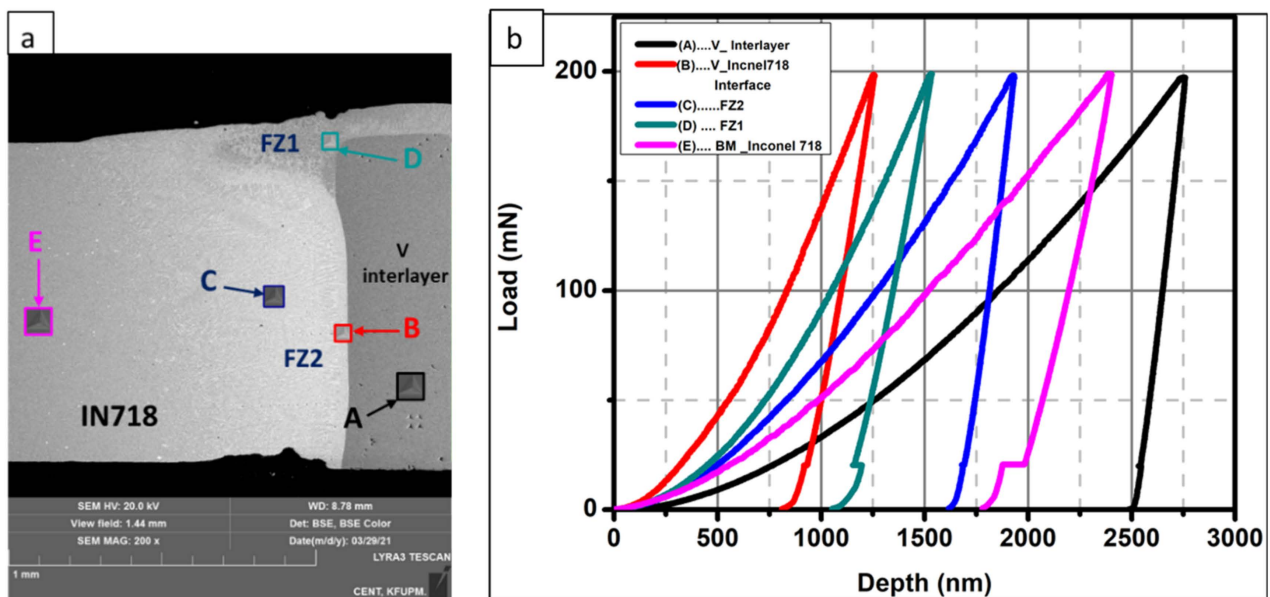 a
FZ1
D
E
V
interlayer
C
B
FZ2
A
IN718
SEM HV: 20.0 kV WD: 8.78 mm
View field: 1.44 mm Det: BSE, BSE Color
SEM MAG: 200 x Date(m/d/y): 03/29/21
LYRA3 TESCAN
1 mm
CENT, KFUPM.
b
(A)....V_ Interlayer
(B)....V_Incnel718
Interface
(C)......FZ2
(D) .... FZ1
(E).... BM _Inconel 718
Load (mN)
200
100
0
0 500 1000 1500 2000 2500 3000
Depth (nm)